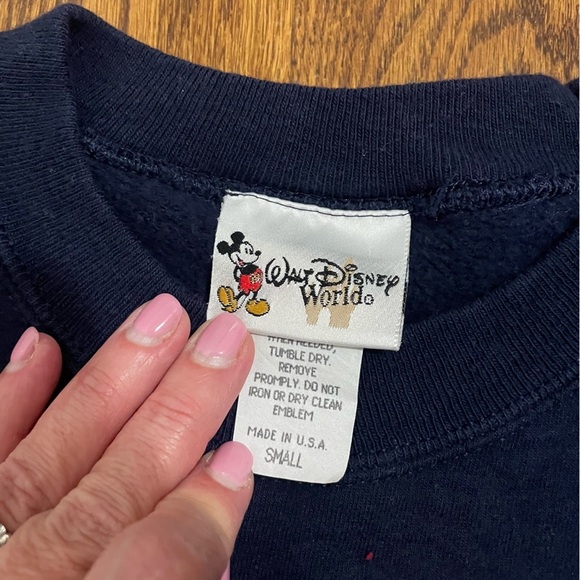 Walt Disney
World®
WHEN NEEDED,
TUMBLE DRY.
REMOVE
PROMPLY. DO NOT
IRON OR DRY CLEAN
EMBLEM
MADE IN U.S.A.
SMALL